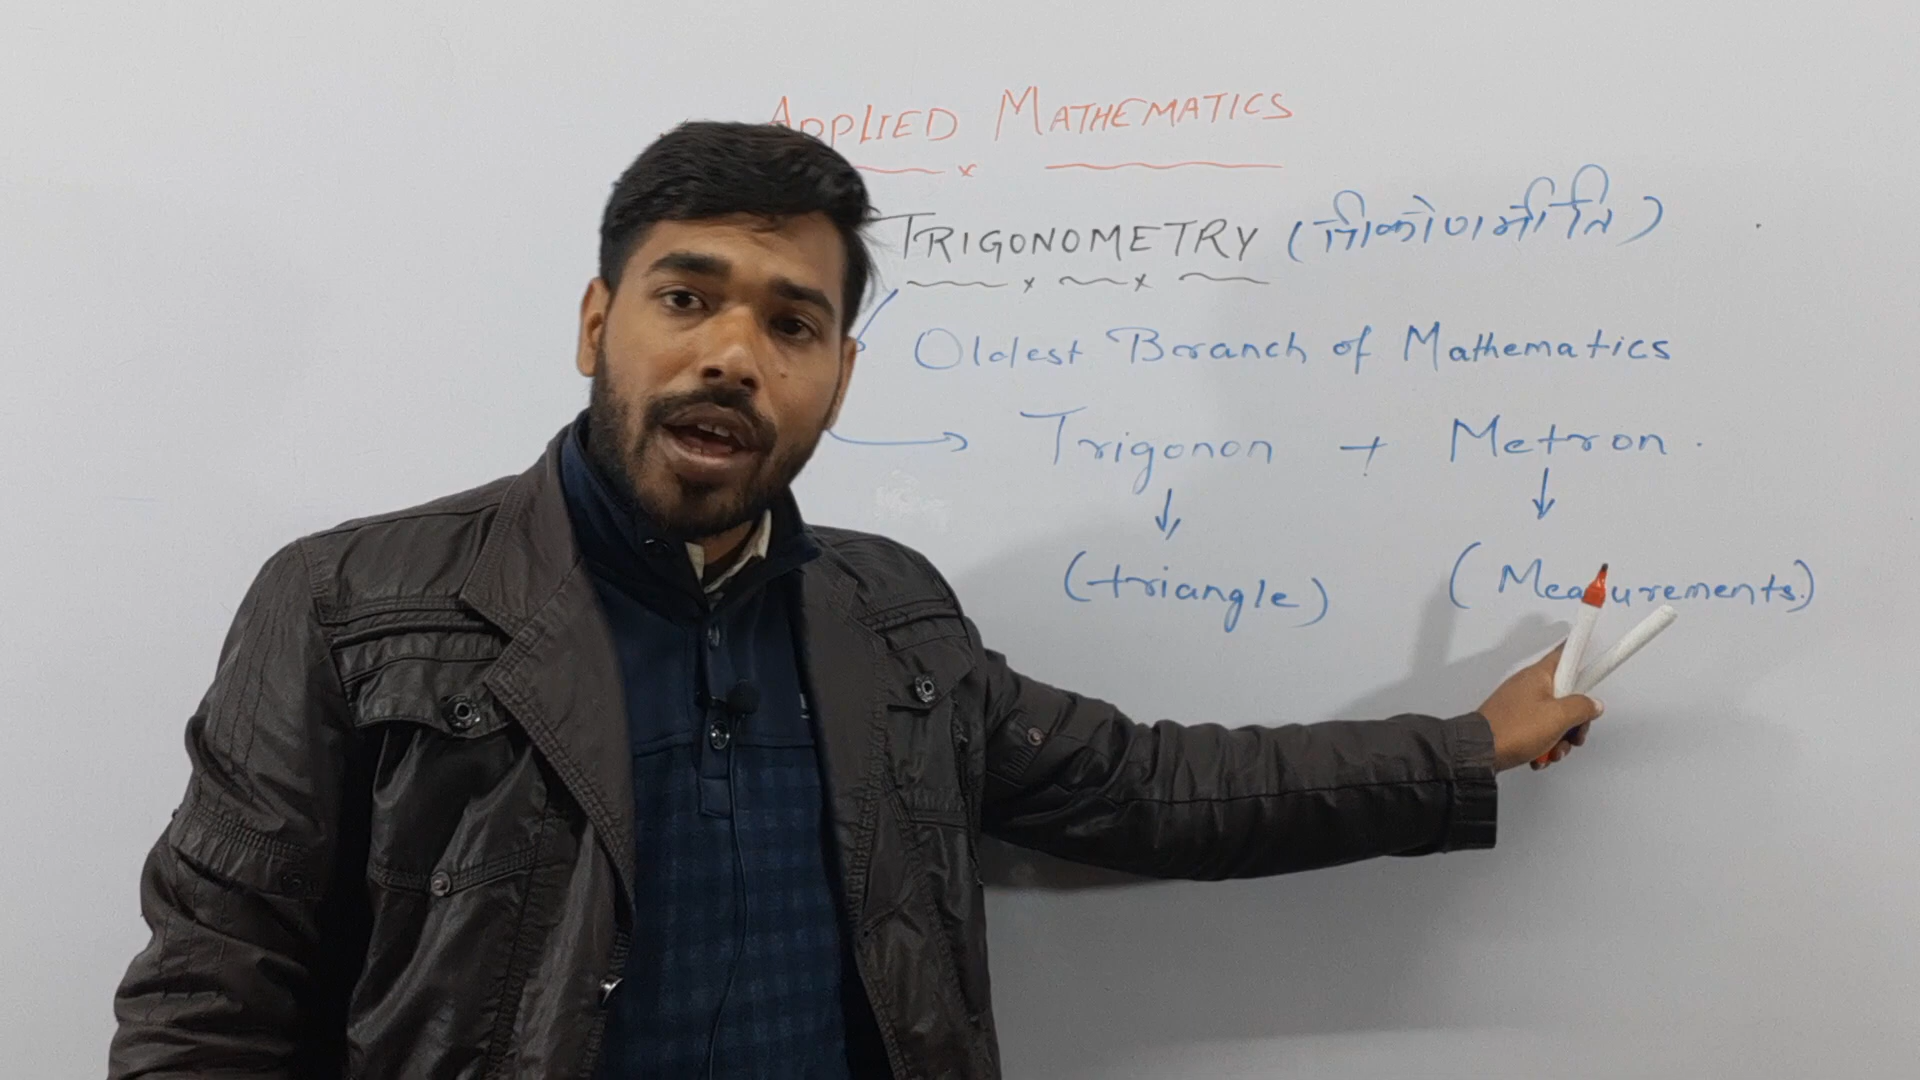 APPLIED MATHEMATICS
TRIGONOMETRY (त्रिकोणमीति)
Oldest Branch of Mathematics
Trigonon + Metron
(triangle) (Measurements)